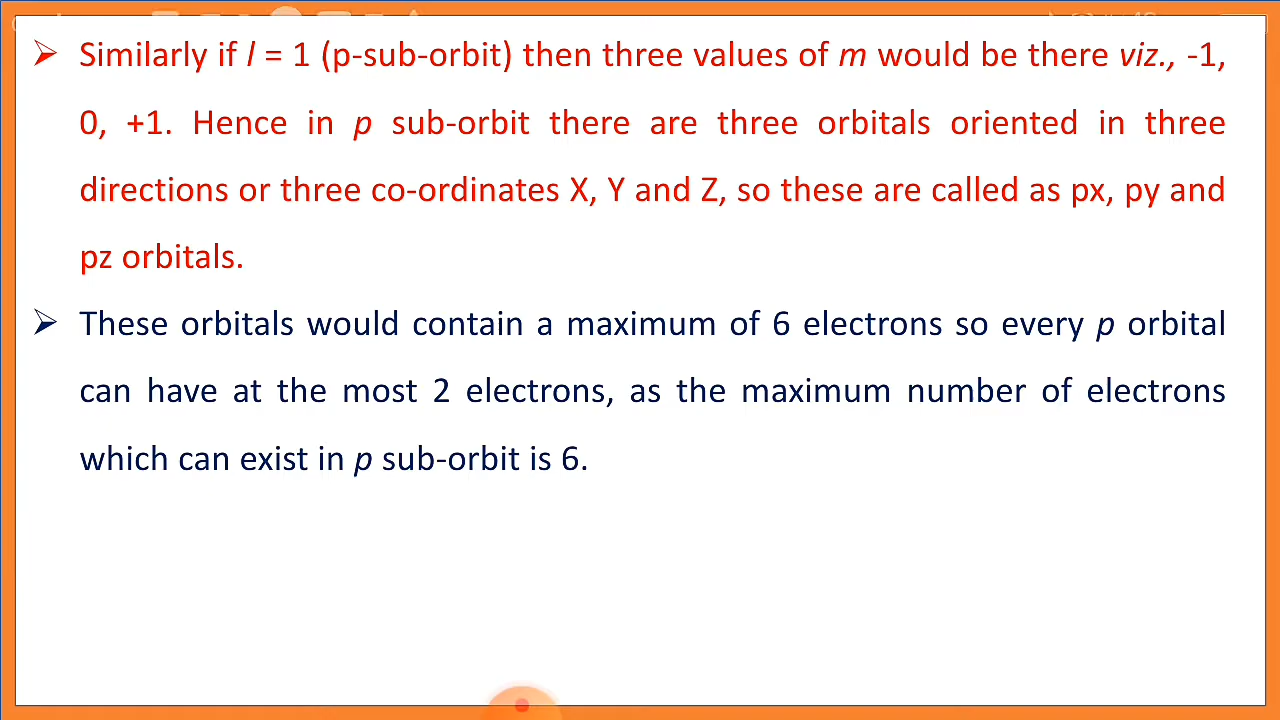 ➢ Similarly if l = 1 (p-sub-orbit) then three values of m would be there viz., -1,
0, +1. Hence in p sub-orbit there are three orbitals oriented in three
directions or three co-ordinates X, Y and Z, so these are called as px, py and
pz orbitals.
➢ These orbitals would contain a maximum of 6 electrons so every p orbital
can have at the most 2 electrons, as the maximum number of electrons
which can exist in p sub-orbit is 6.